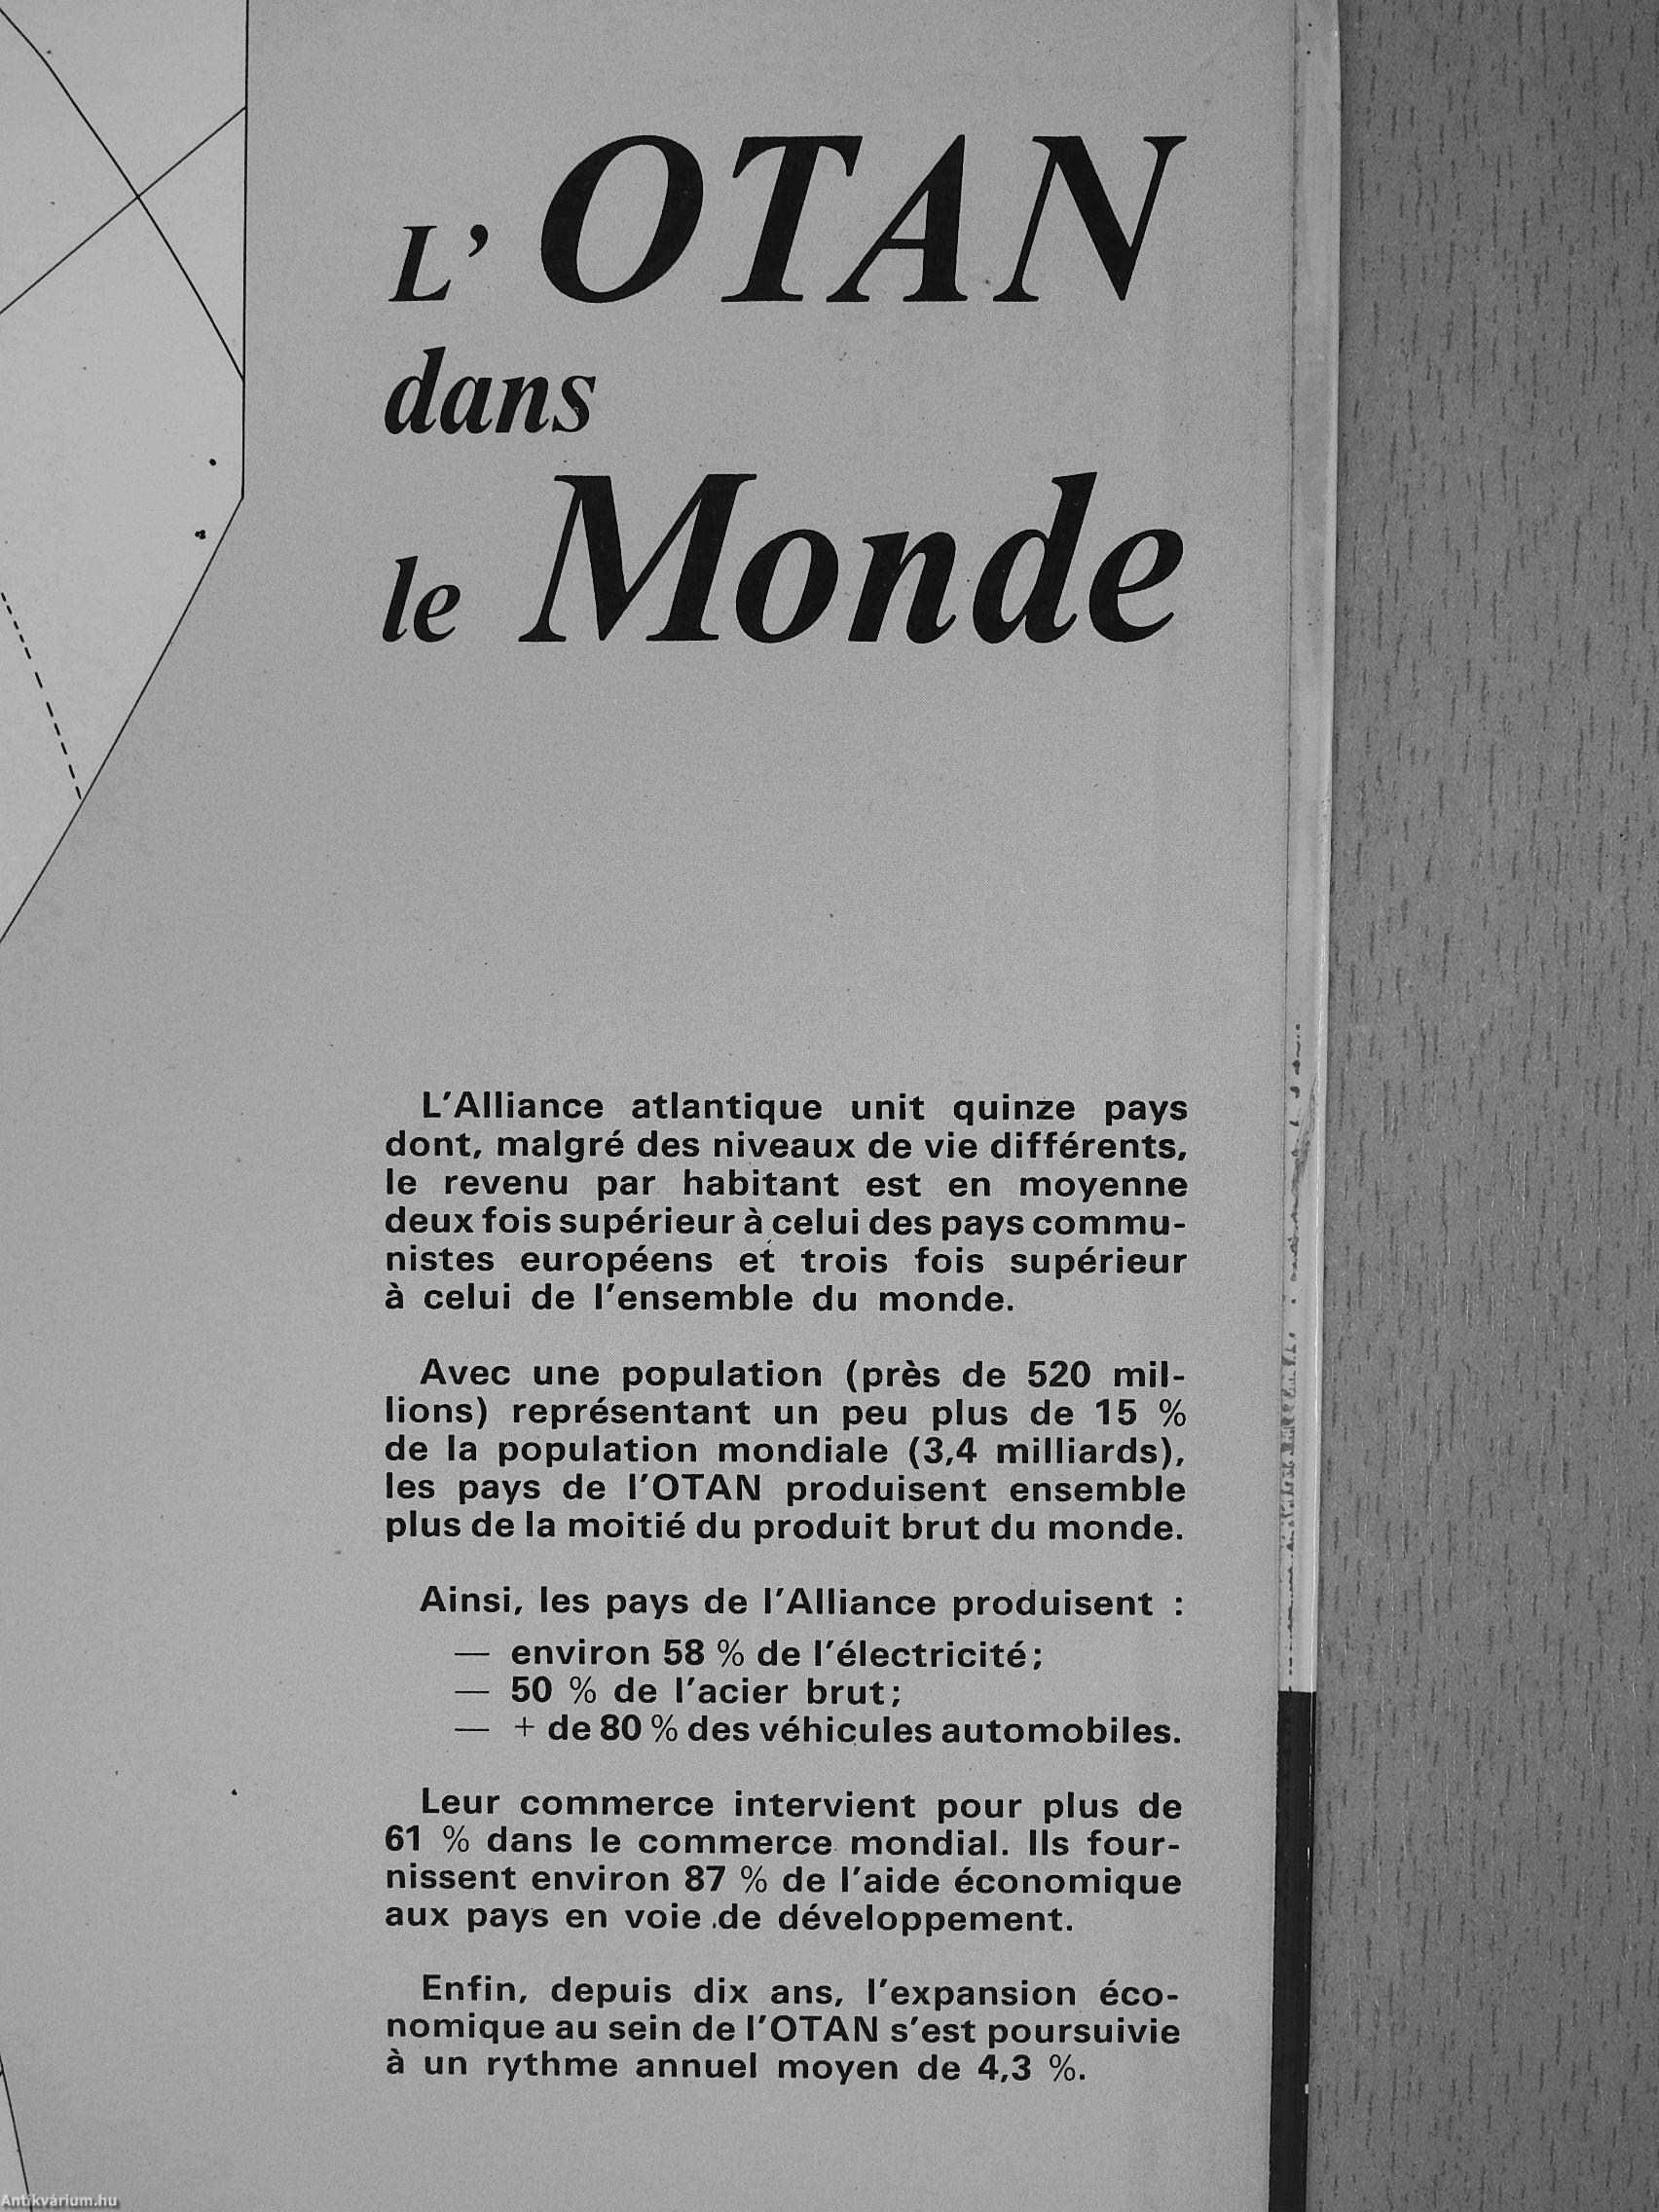 L' OTAN
dans
le Monde
L'Alliance atlantique unit quinze pays
dont, malgré des niveaux de vie différents,
le revenu par habitant est en moyenne
deux fois supérieur à celui des pays commu-
nistes européens et trois fois supérieur
à celui de l'ensemble du monde.
Avec une population (près de 520 mil-
lions) représentant un peu plus de 15 %
de la population mondiale (3,4 milliards),
les pays de l'OTAN produisent ensemble
plus de la moitié du produit brut du monde.
Ainsi, les pays de l'Alliance produisent :
— environ 58 % de l'électricité;
— 50 % de l'acier brut;
— + de 80 % des véhicules automobiles.
Leur commerce intervient pour plus de
61 % dans le commerce mondial. Ils four-
nissent environ 87 % de l'aide économique
aux pays en voie de développement.
Enfin, depuis dix ans, l'expansion éco-
nomique au sein de l'OTAN s'est poursuivie
à un rythme annuel moyen de 4,3 %.
Antikvárium.hu